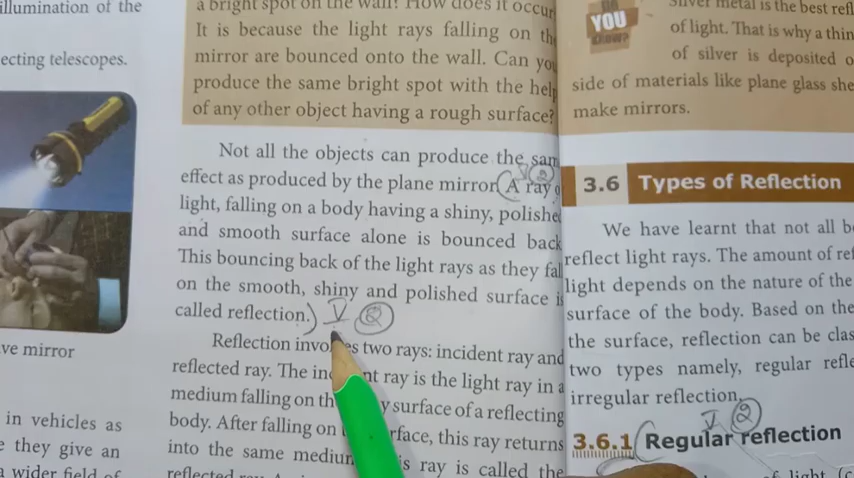 illumination of the
ecting telescopes.
ve mirror
in vehicles as
they give an
a wider field of
a bright spot on the wall? How does it occur
It is because the light rays falling on th
mirror are bounced onto the wall. Can you
produce the same bright spot with the help
of any other object having a rough surface?
Not all the objects can produce the sam
effect as produced by the plane mirror. A ray o
light, falling on a body having a shiny, polishe
and smooth surface alone is bounced back
This bouncing back of the light rays as they fal
on the smooth, shiny and polished surface is
called reflection.) V Q
Reflection invo es two rays: incident ray and
reflected ray. The in nt ray is the light ray in a
medium falling on th y surface of a reflecting
body. After falling on rface, this ray returns
into the same mediu s ray is called the
reflected
YOU
KNOW?
Silver metal is the best refl
of light. That is why a thin
of silver is deposited o
side of materials like plane glass she
make mirrors.
3.6 Types of Reflection
We have learnt that not all b
reflect light rays. The amount of ref
light depends on the nature of the
surface of the body. Based on the
the surface, reflection can be clas
two types namely, regular refle
irregular reflection.
V Q
3.6.1 Regular reflection
of light